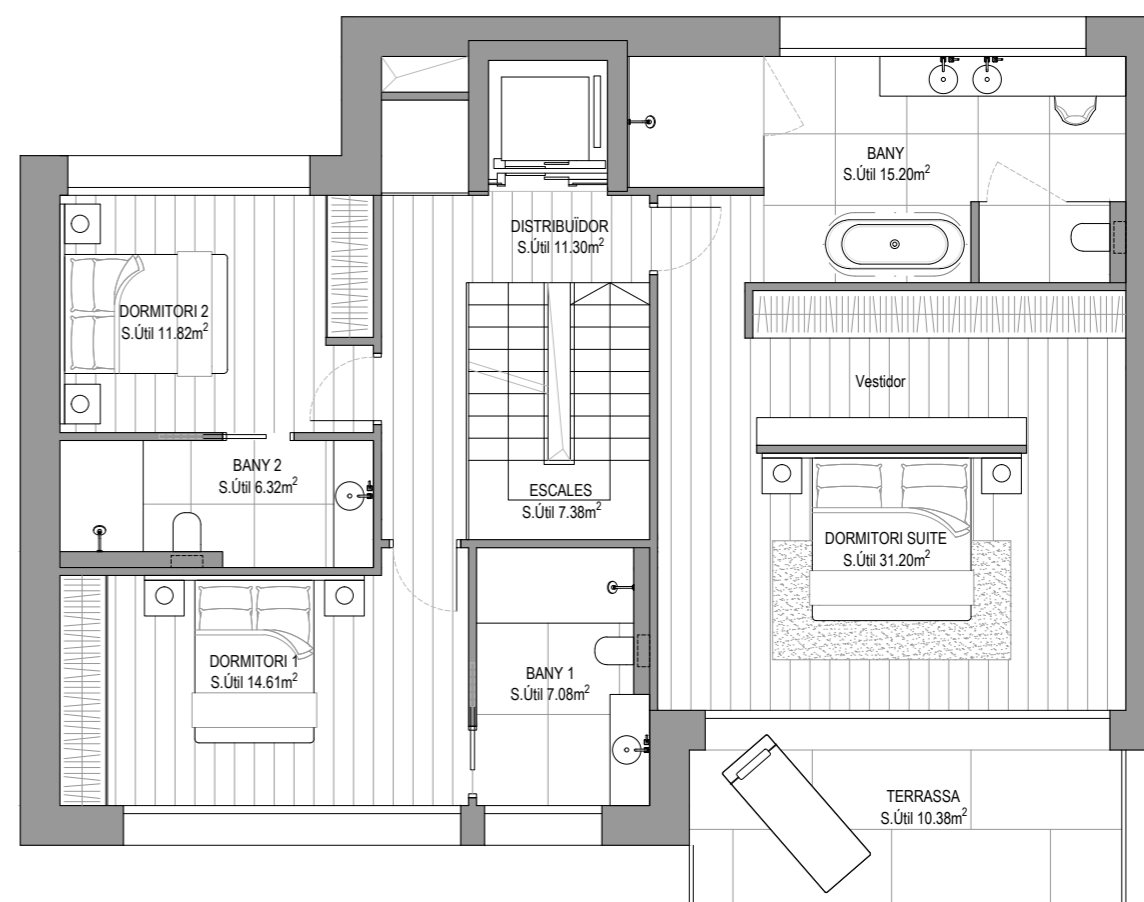 BANY
S.Útil 15.20m²
DISTRIBUÏDOR
S.Útil 11.30m²
DORMITORI 2
S.Útil 11.82m²
Vestidor
BANY 2
S.Útil 6.32m²
ESCALES
S.Útil 7.38m²
DORMITORI SUITE
S.Útil 31.20m²
DORMITORI 1
S.Útil 14.61m²
BANY 1
S.Útil 7.08m²
TERRASSA
S.Útil 10.38m²